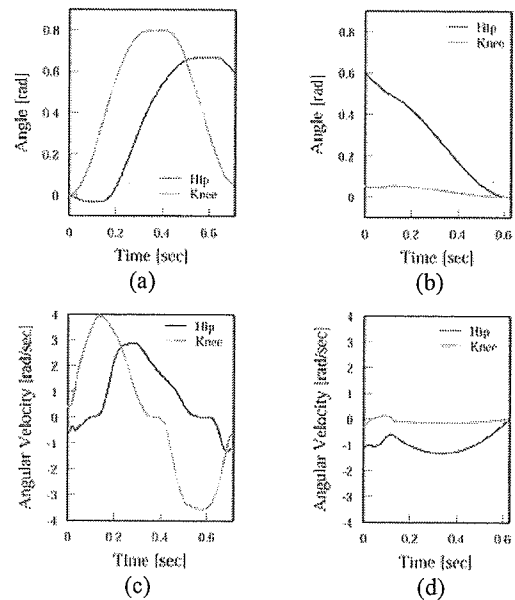 0.8
0.6
0.4
0.2
0
Angle [rad]
Hip
Knee
0 0.2 0.4 0.6
Time [sec]
(a)
0.8
0.6
0.4
0.2
0
Angle [rad]
Hip
Knee
0 0.2 0.4 0.6
Time [sec]
(b)
4
3
2
1
0
-1
-2
-3
-4
Angular Velocity [rad/sec]
Hip
Knee
0 0.2 0.4 0.6
Time [sec]
(c)
4
3
2
1
0
-1
-2
-3
-4
Angular Velocity [rad/sec]
Hip
Knee
0 0.2 0.4 0.6
Time [sec]
(d)